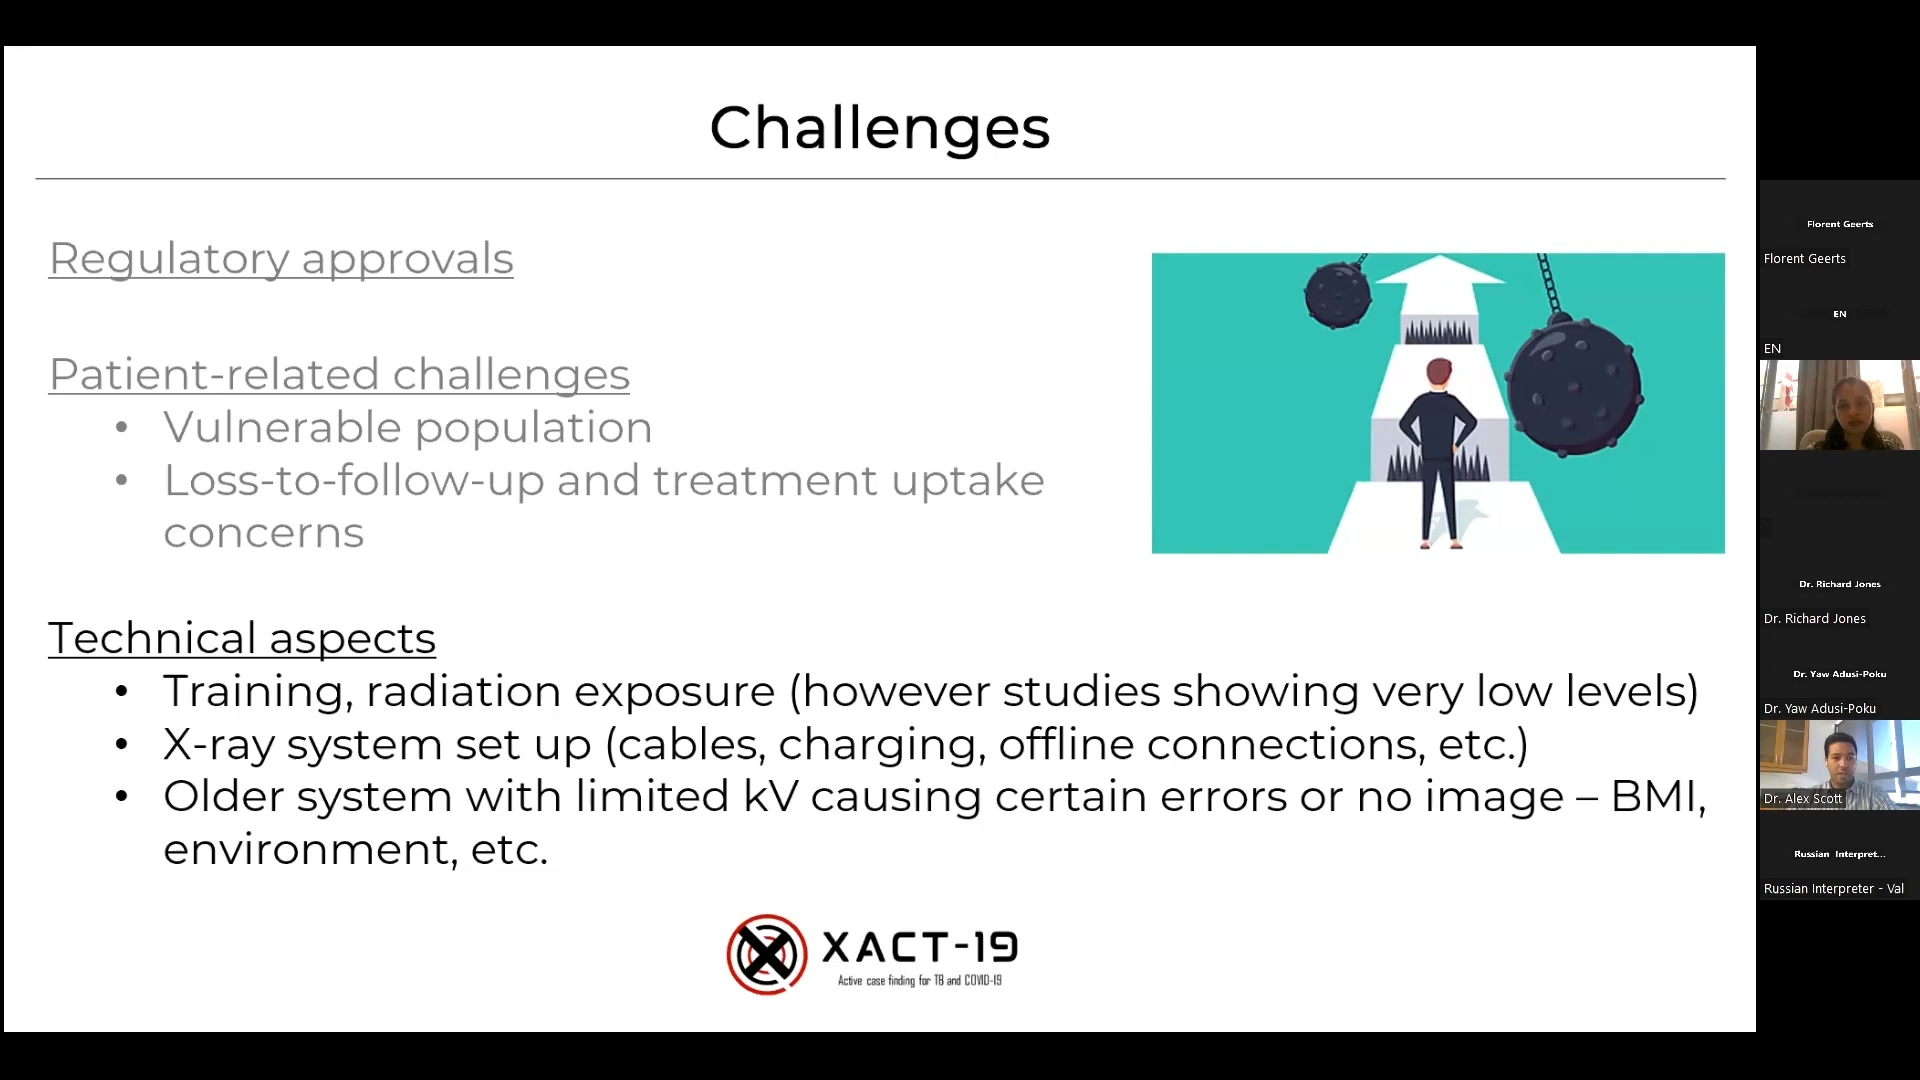 Challenges
Regulatory approvals
Patient-related challenges
• Vulnerable population
• Loss-to-follow-up and treatment uptake
concerns
Technical aspects
• Training, radiation exposure (however studies showing very low levels)
• X-ray system set up (cables, charging, offline connections, etc.)
• Older system with limited kV causing certain errors or no image – BMI,
environment, etc.
XACT-19
Active case finding for TB and COVID-19
Florent Geerts
Florent Geerts
EN
EN
Dr. Richard Jones
Dr. Richard Jones
Dr. Yaw Adusi-Poku
Dr. Yaw Adusi-Poku
Dr. Alex Scott
Russian Interpret...
Russian Interpreter - Val